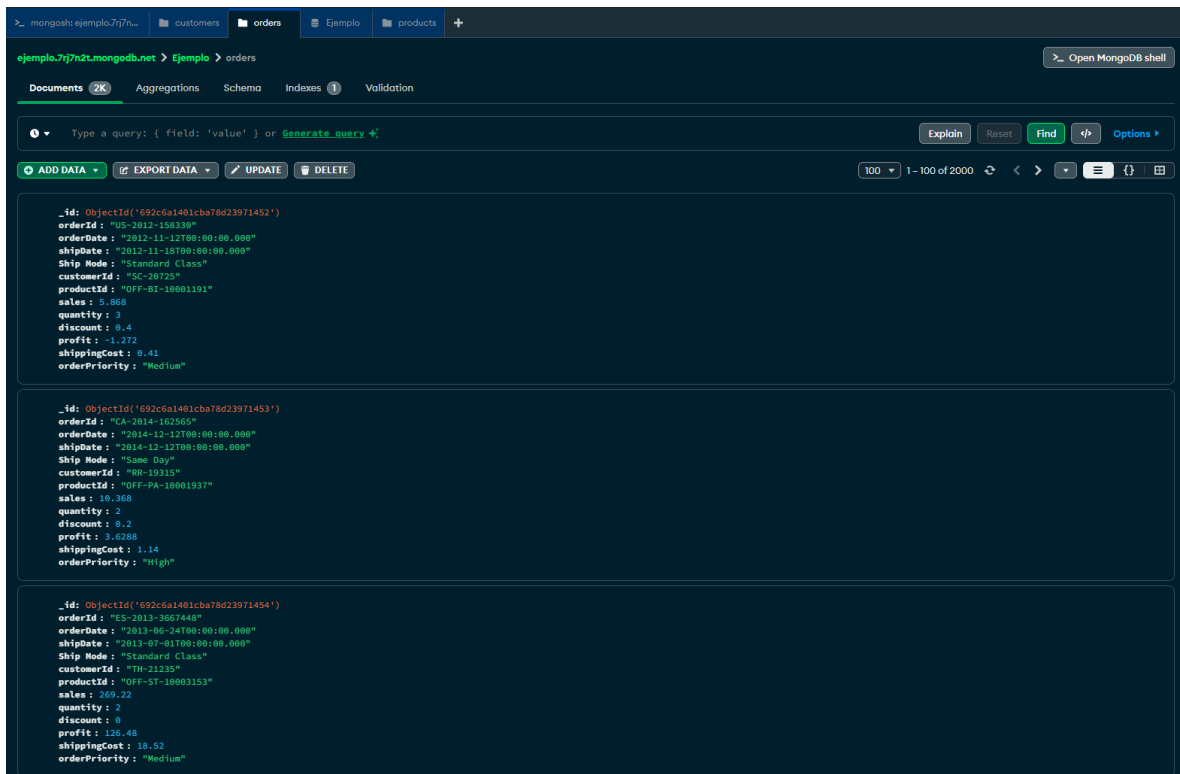 >_ mongosh: ejemplo.7rj7n... customers orders Ejemplo products +
ejemplo.7rj7n2t.mongodb.net > Ejemplo > orders >_ Open MongoDB shell
Documents 2K Aggregations Schema Indexes 1 Validation
Type a query: { field: 'value' } or Generate query Explain Reset Find </> Options
ADD DATA EXPORT DATA UPDATE DELETE 100 1 – 100 of 2000 {}
_id: ObjectId('692c6a1401cba78d23971452')
orderId : "US-2012-158330"
orderDate : "2012-11-12T00:00:00.000"
shipDate : "2012-11-18T00:00:00.000"
Ship Mode : "Standard Class"
customerId : "SC-20725"
productId : "OFF-BI-10001191"
sales : 5.868
quantity : 3
discount : 0.4
profit : -1.272
shippingCost : 0.41
orderPriority : "Medium"
_id: ObjectId('692c6a1401cba78d23971453')
orderId : "CA-2014-162565"
orderDate : "2014-12-12T00:00:00.000"
shipDate : "2014-12-12T00:00:00.000"
Ship Mode : "Same Day"
customerId : "RR-19315"
productId : "OFF-PA-10001937"
sales : 10.368
quantity : 2
discount : 0.2
profit : 3.6288
shippingCost : 1.14
orderPriority : "High"
_id: ObjectId('692c6a1401cba78d23971454')
orderId : "ES-2013-3667448"
orderDate : "2013-06-24T00:00:00.000"
shipDate : "2013-07-01T00:00:00.000"
Ship Mode : "Standard Class"
customerId : "TH-21235"
productId : "OFF-ST-10003153"
sales : 269.22
quantity : 2
discount : 0
profit : 126.48
shippingCost : 18.52
orderPriority : "Medium"